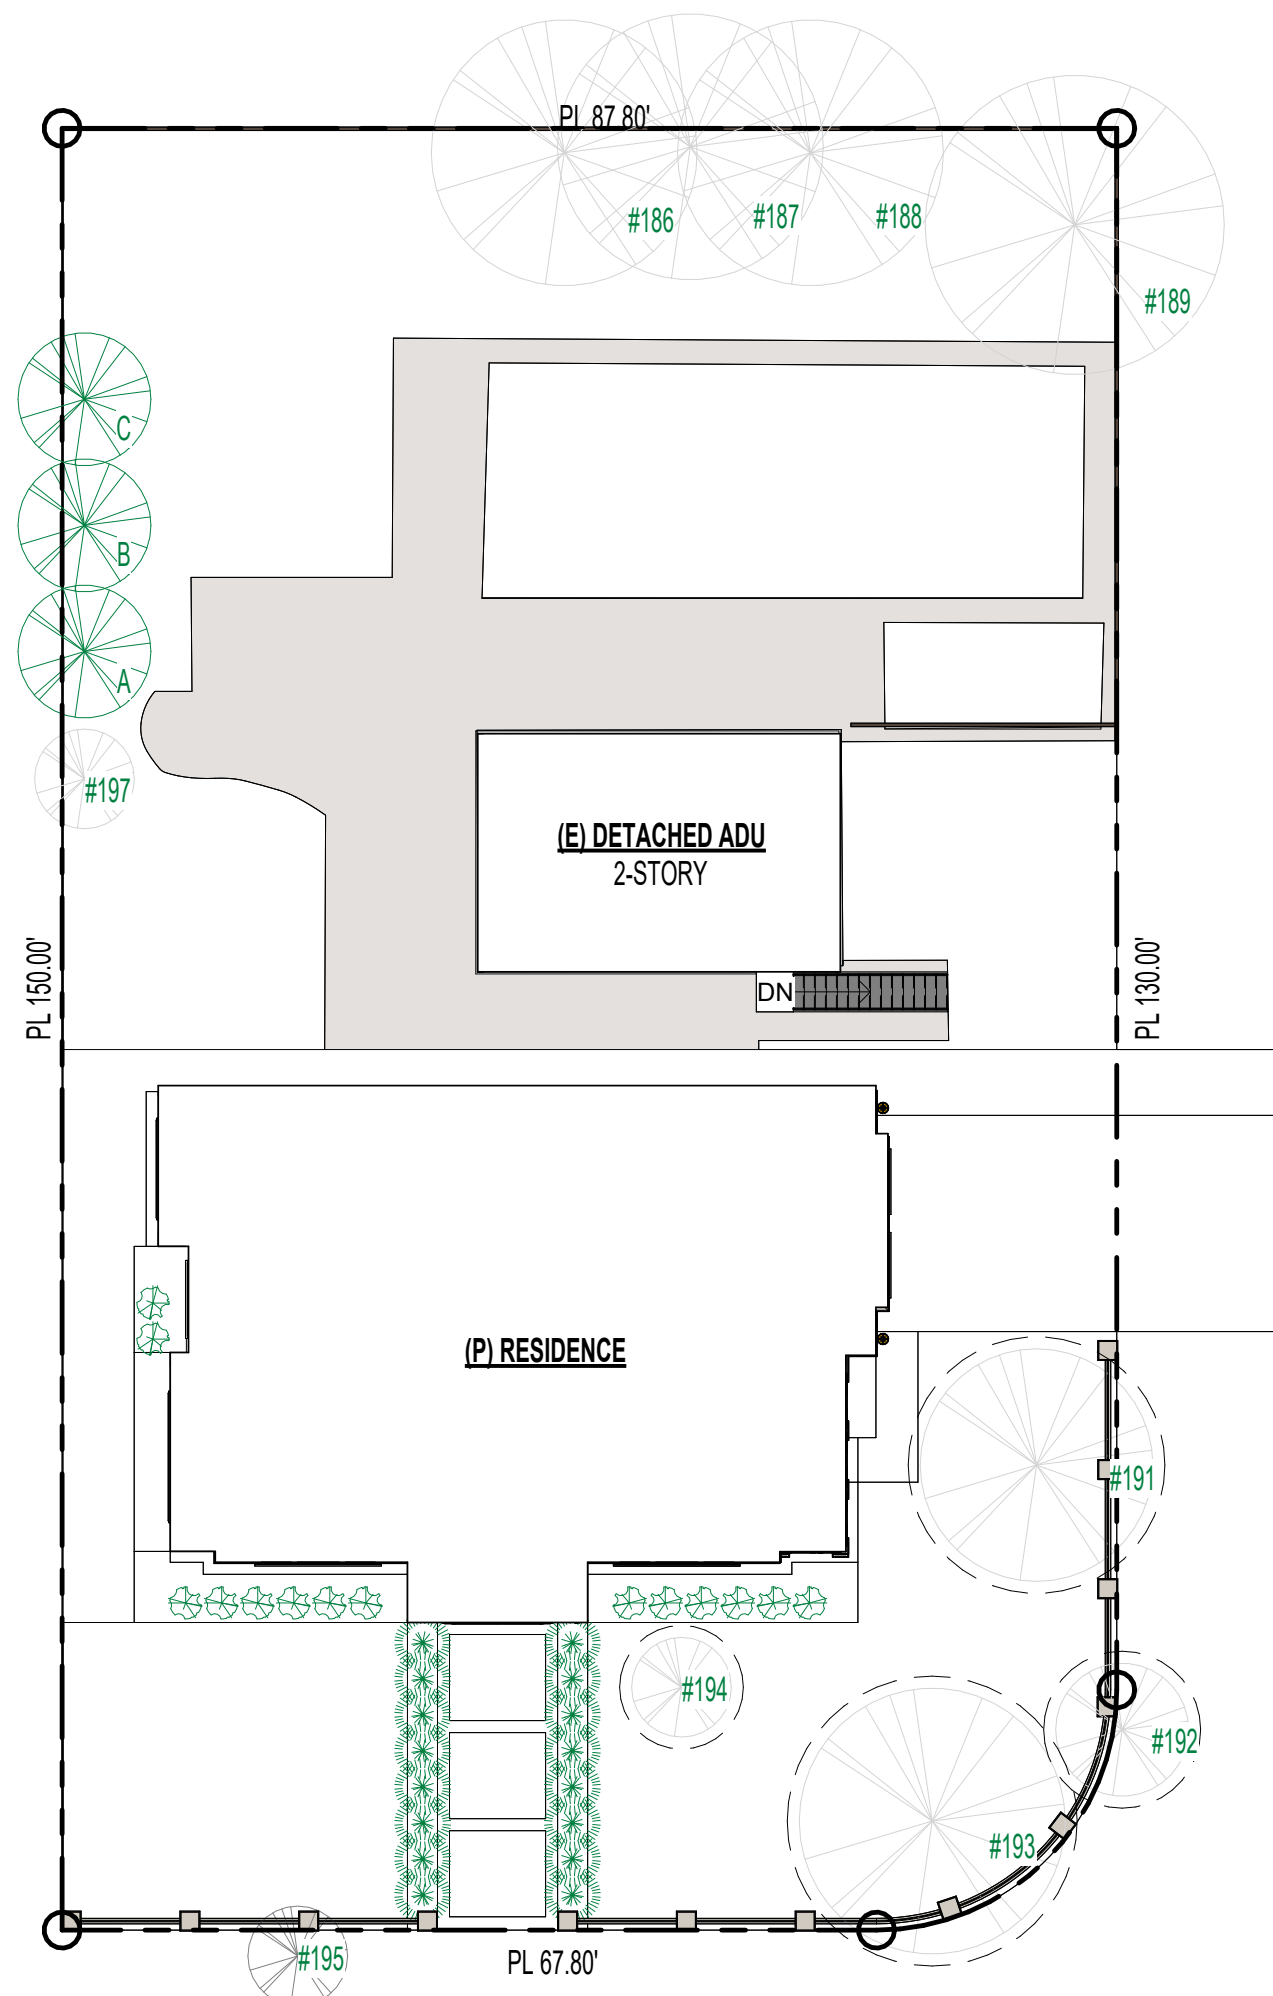 PL 87.80'
#186
#187
#188
#189
C
B
A
#197
(E) DETACHED ADU
2-STORY
PL 150.00'
PL 130.00'
DN
(P) RESIDENCE
#191
#194
#192
#193
#195
PL 67.80'